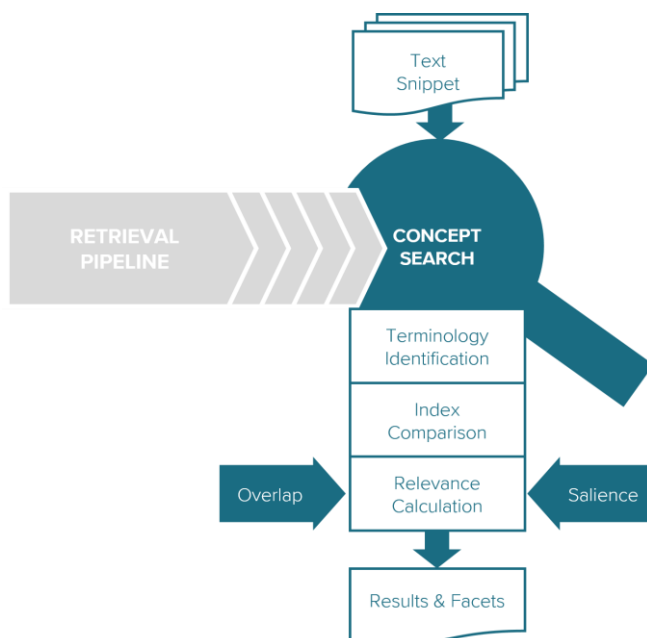 Text
Snippet
RETRIEVAL
PIPELINE
CONCEPT
SEARCH
Terminology
Identification
Index
Comparison
Overlap
Relevance
Calculation
Salience
Results & Facets